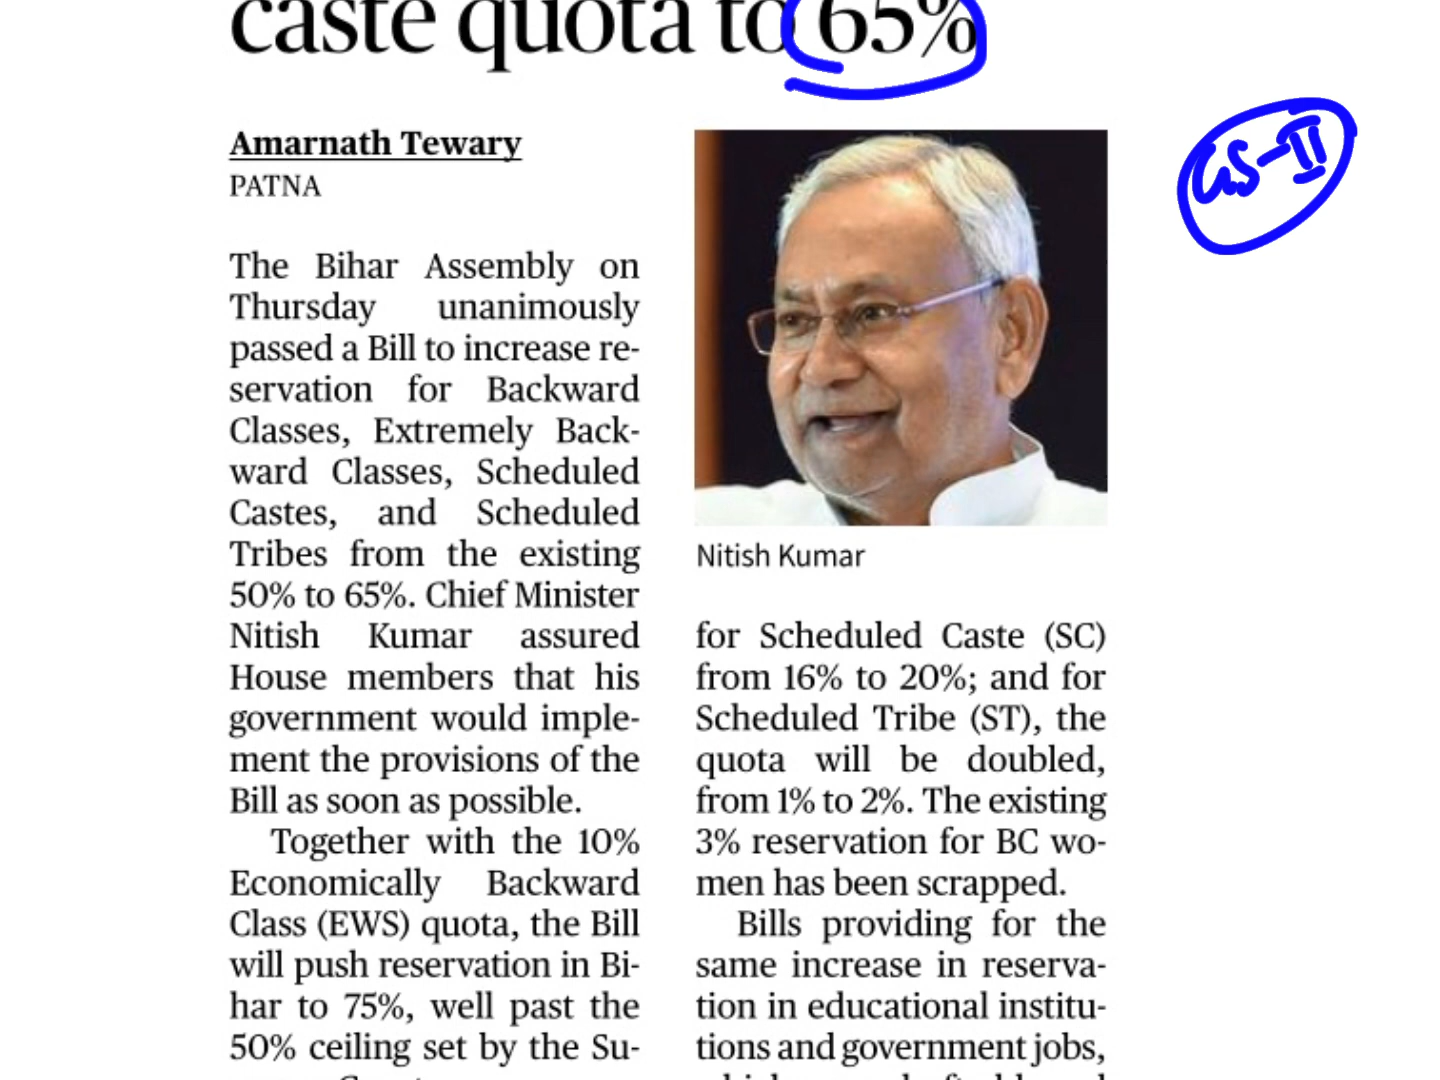 caste quota to 65%
GS-II
Amarnath Tewary
PATNA
The Bihar Assembly on
Thursday unanimously
passed a Bill to increase re-
servation for Backward
Classes, Extremely Back-
ward Classes, Scheduled
Castes, and Scheduled
Tribes from the existing
50% to 65%. Chief Minister
Nitish Kumar assured
House members that his
government would imple-
ment the provisions of the
Bill as soon as possible.
Together with the 10%
Economically Backward
Class (EWS) quota, the Bill
will push reservation in Bi-
har to 75%, well past the
50% ceiling set by the Su-
Nitish Kumar
for Scheduled Caste (SC)
from 16% to 20%; and for
Scheduled Tribe (ST), the
quota will be doubled,
from 1% to 2%. The existing
3% reservation for BC wo-
men has been scrapped.
Bills providing for the
same increase in reserva-
tion in educational institu-
tions and government jobs,